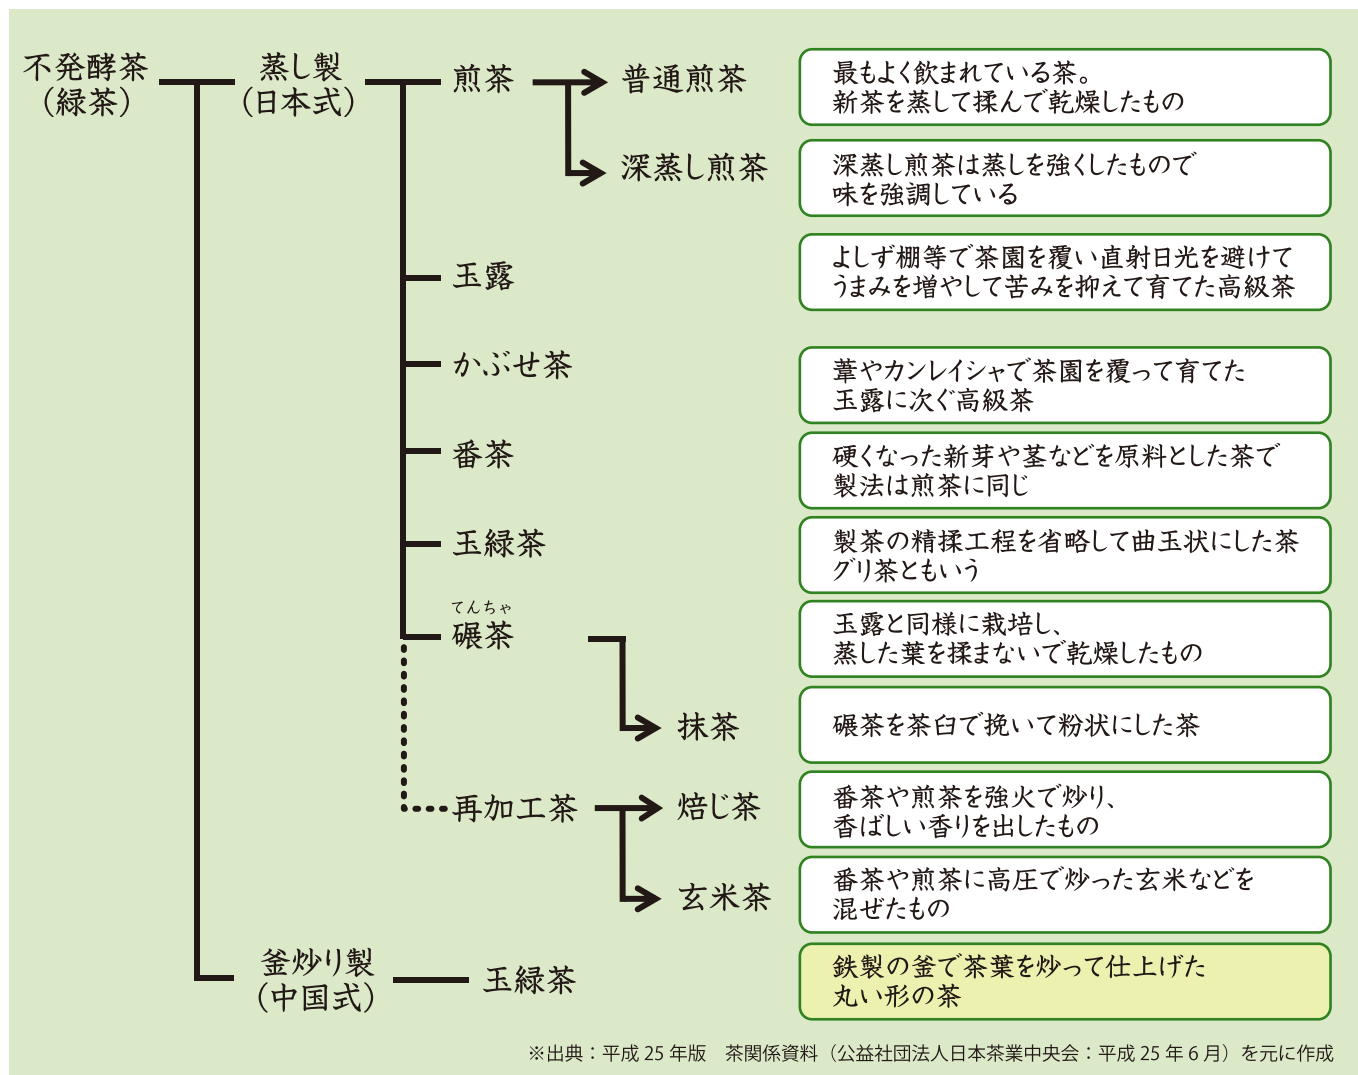 不発酵茶
（緑茶）
蒸し製
（日本式）
煎茶
普通煎茶
最もよく飲まれている茶。
新茶を蒸して揉んで乾燥したもの
深蒸し煎茶
深蒸し煎茶は蒸しを強くしたもので
味を強調している
玉露
よしず棚等で茶園を覆い直射日光を避けて
うまみを増やして苦みを抑えて育てた高級茶
かぶせ茶
葦やカンレイシャで茶園を覆って育てた
玉露に次ぐ高級茶
番茶
硬くなった新芽や茎などを原料とした茶で
製法は煎茶に同じ
玉緑茶
製茶の精揉工程を省略して曲玉状にした茶
グリ茶ともいう
てんちゃ
碾茶
玉露と同様に栽培し、
蒸した葉を揉まないで乾燥したもの
抹茶
碾茶を茶臼で挽いて粉状にした茶
再加工茶
焙じ茶
番茶や煎茶を強火で炒り、
香ばしい香りを出したもの
玄米茶
番茶や煎茶に高圧で炒った玄米などを
混ぜたもの
釜炒り製
（中国式）
玉緑茶
鉄製の釜で茶葉を炒って仕上げた
丸い形の茶
※出典：平成 25 年版　茶関係資料（公益社団法人日本茶業中央会：平成 25 年 6 月）を元に作成